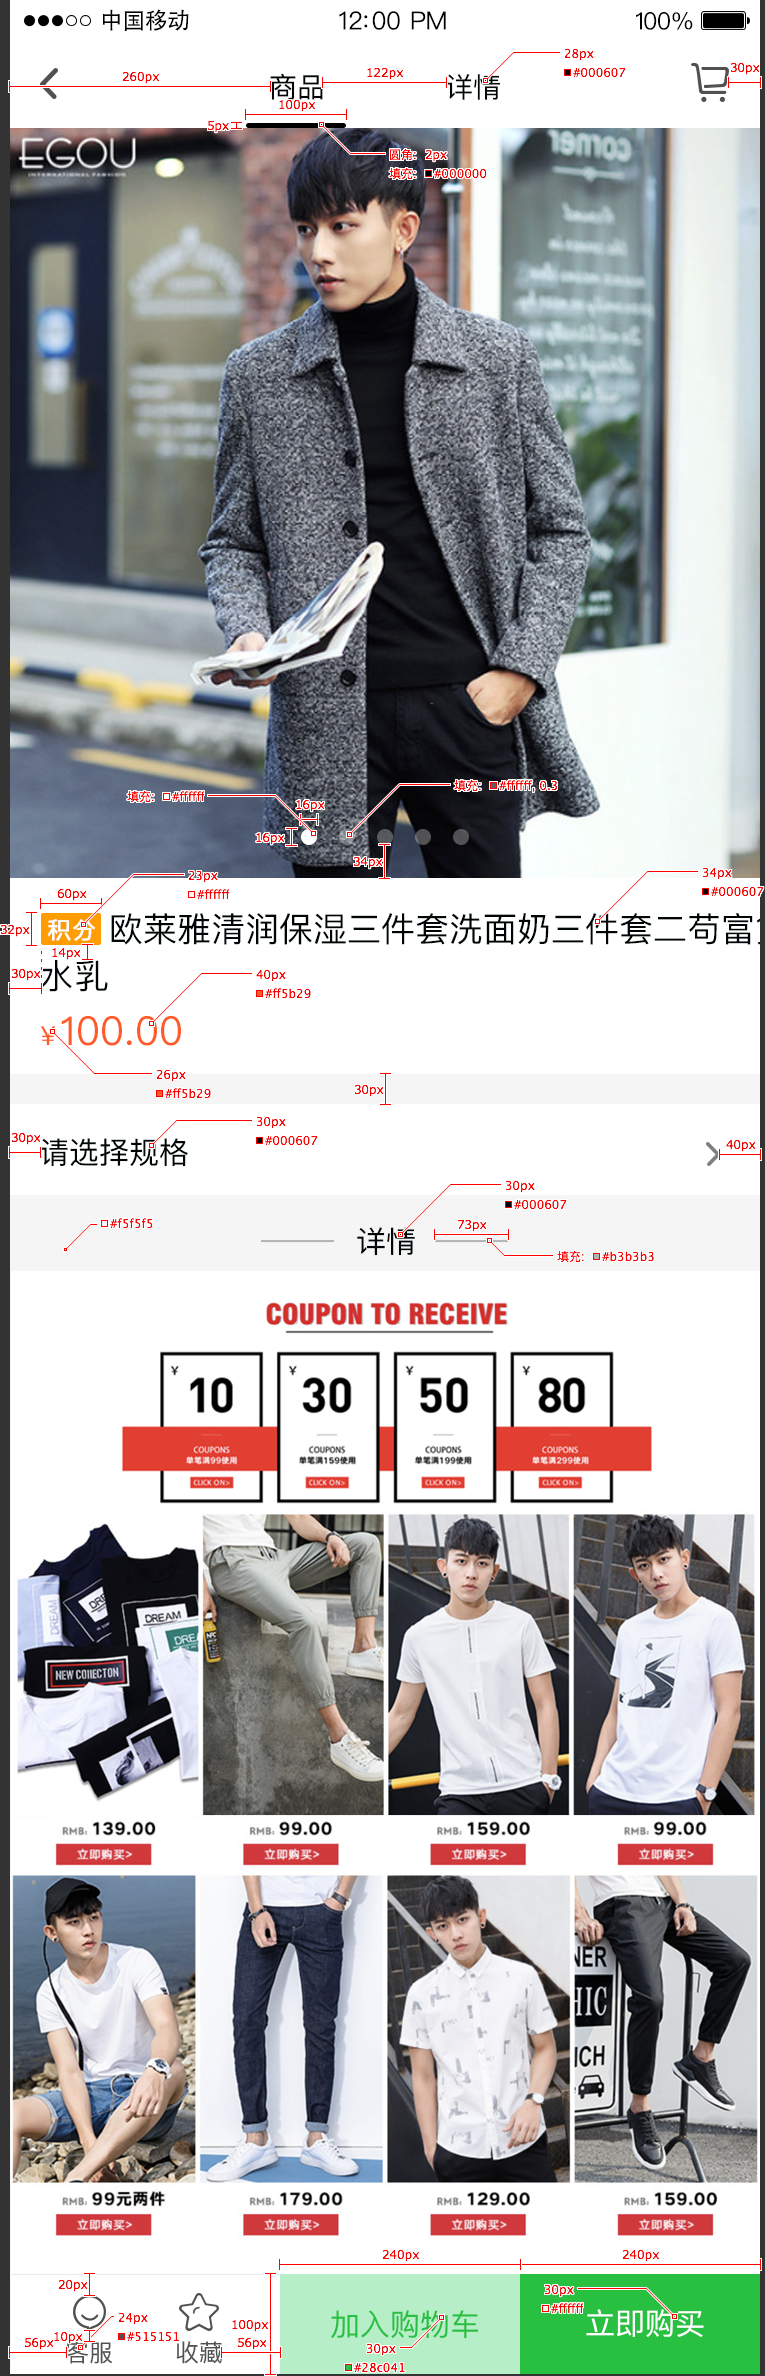 中国移动 12:00 PM 100%
28px
#000607
260px 商品 122px 详情 30px
100px
5px
圆角: 2px
填充: #000000
EGOU
INTERNATIONAL FASHION
corner
填充: #ffffff
填充: #ffffff, 0.3
16px
16px
34px
23px
#ffffff
34px
#000607
60px
32px
积分 欧莱雅清润保湿三件套洗面奶三件套二苟富
14px
30px
水乳
40px
#ff5b29
¥100.00
26px
#ff5b29
30px
30px
#000607
30px
请选择规格
40px
30px
#000607
#f5f5f5
详情
73px
填充: #b3b3b3
COUPON TO RECEIVE
¥ 10 ¥ 30 ¥ 50 ¥ 80
COUPONS COUPONS COUPONS COUPONS
单笔满99使用 单笔满159使用 单笔满199使用 单笔满299使用
CLICK ON> CLICK ON> CLICK ON> CLICK ON>
DREAM
DREAM
DRE
NEW COllECTON
RMB: 139.00 RMB: 99.00 RMB: 159.00 RMB: 99.00
立即购买> 立即购买> 立即购买> 立即购买>
NER
HIC
ICH
RMB: 99元两件 RMB: 179.00 RMB: 129.00 RMB: 159.00
立即购买> 立即购买> 立即购买> 立即购买>
240px 240px
20px
24px
#515151
10px
56px
客服 收藏
100px
56px
加入购物车
30px
#28c041
30px
#ffffff
立即购买